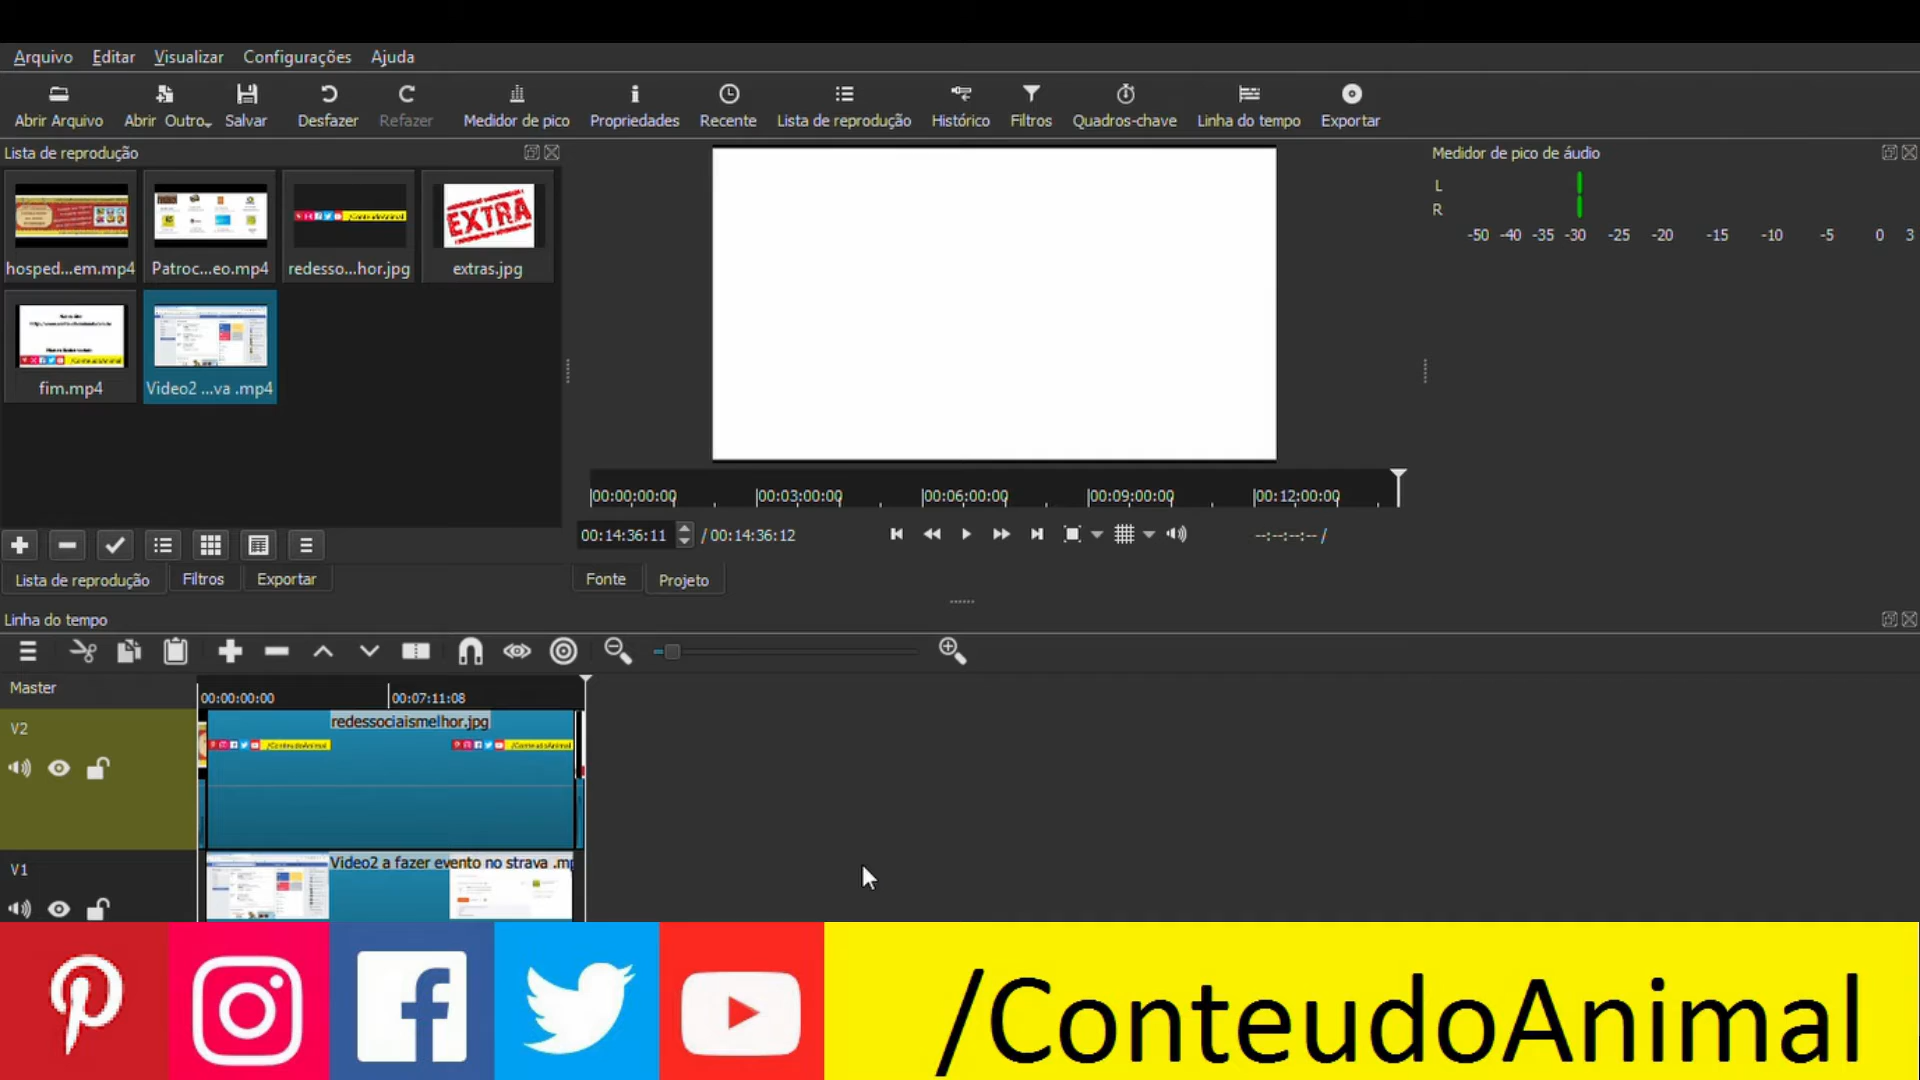 Arquivo Editar Visualizar Configurações Ajuda
Abrir Arquivo Abrir Outro Salvar Desfazer Refazer Medidor de pico Propriedades Recente Lista de reprodução Histórico Filtros Quadros-chave Linha do tempo Exportar
Lista de reprodução
Medidor de pico de áudio
L
R
-50 -40 -35 -30 -25 -20 -15 -10 -5 0 3
EXTRA
/ConteudoAnimal
hosped...em.mp4 Patroc...eo.mp4 redesso...hor.jpg extras.jpg
/ConteudoAnimal
fim.mp4 Video2 ...va .mp4
00:00:00:00 00:03:00:00 00:06:00:00 00:09:00:00 00:12:00:00
00:14:36:11 / 00:14:36:12 --:--:--:-- /
Lista de reprodução Filtros Exportar
Fonte Projeto
Linha do tempo
Master
00:00:00:00 00:07:11:08
V2
redessociaismelhor.jpg
/ConteudoAnimal /ConteudoAnimal
V1
Video2 a fazer evento no strava .mp
/ConteudoAnimal